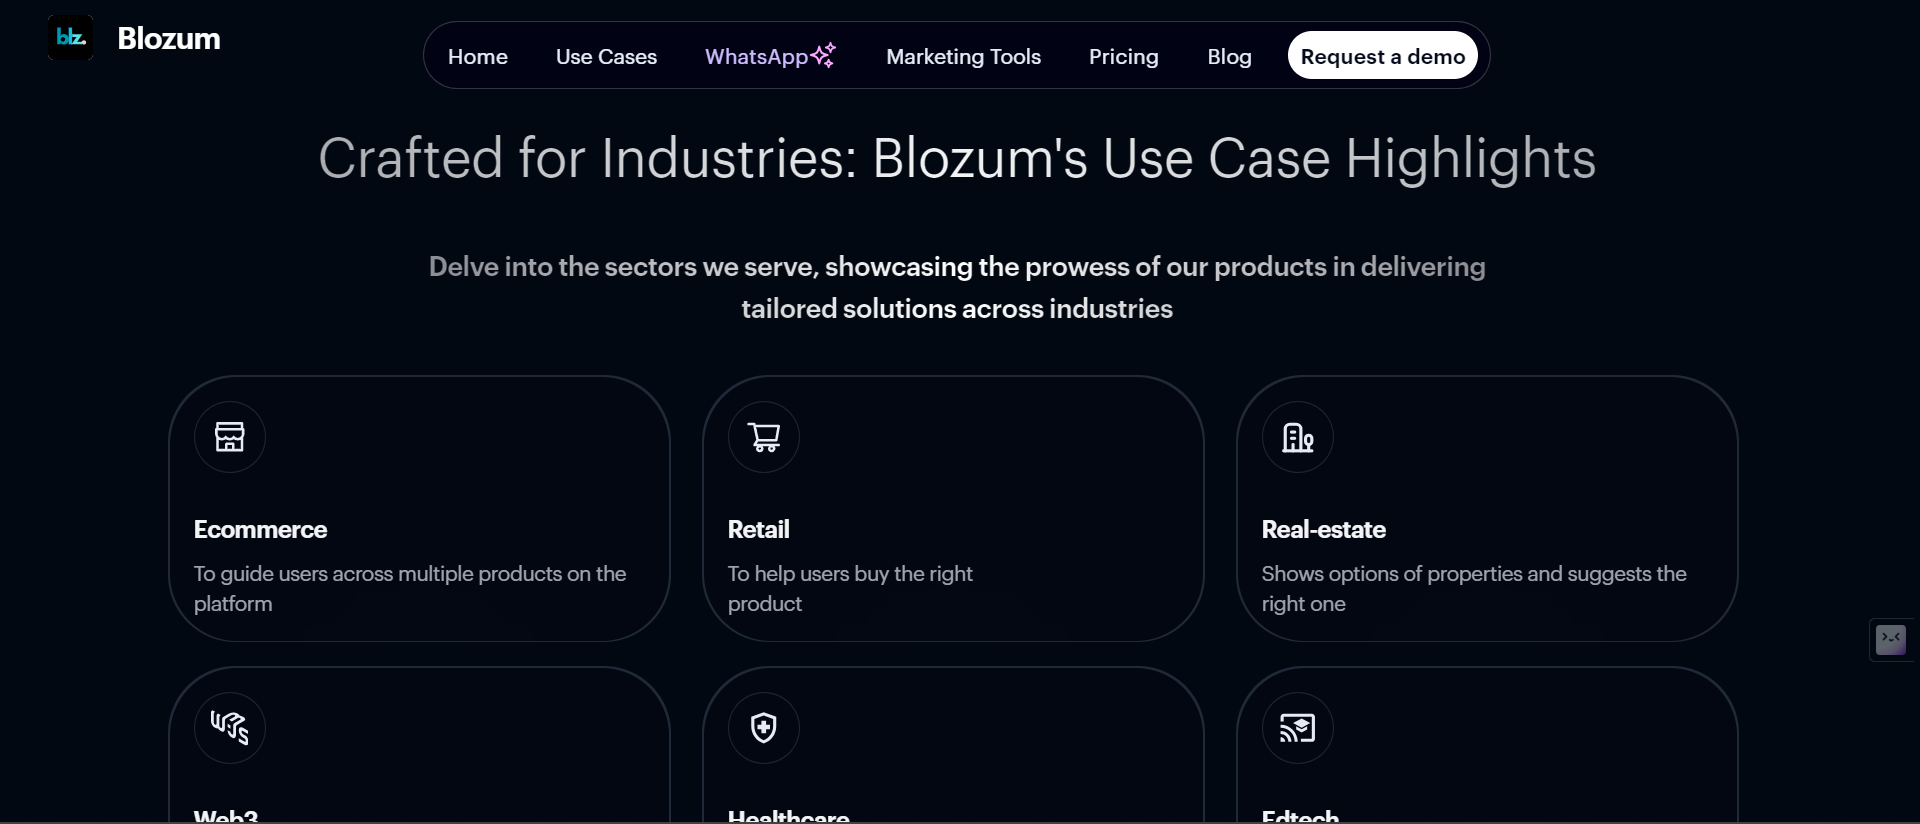 blz.
Blozum
Home
Use Cases
WhatsApp
Marketing Tools
Pricing
Blog
Request a demo
Crafted for Industries: Blozum's Use Case Highlights
Delve into the sectors we serve, showcasing the prowess of our products in delivering
tailored solutions across industries
Ecommerce
To guide users across multiple products on the
platform
Retail
To help users buy the right
product
Real-estate
Shows options of properties and suggests the
right one
Web3
Healthcare
Edtech